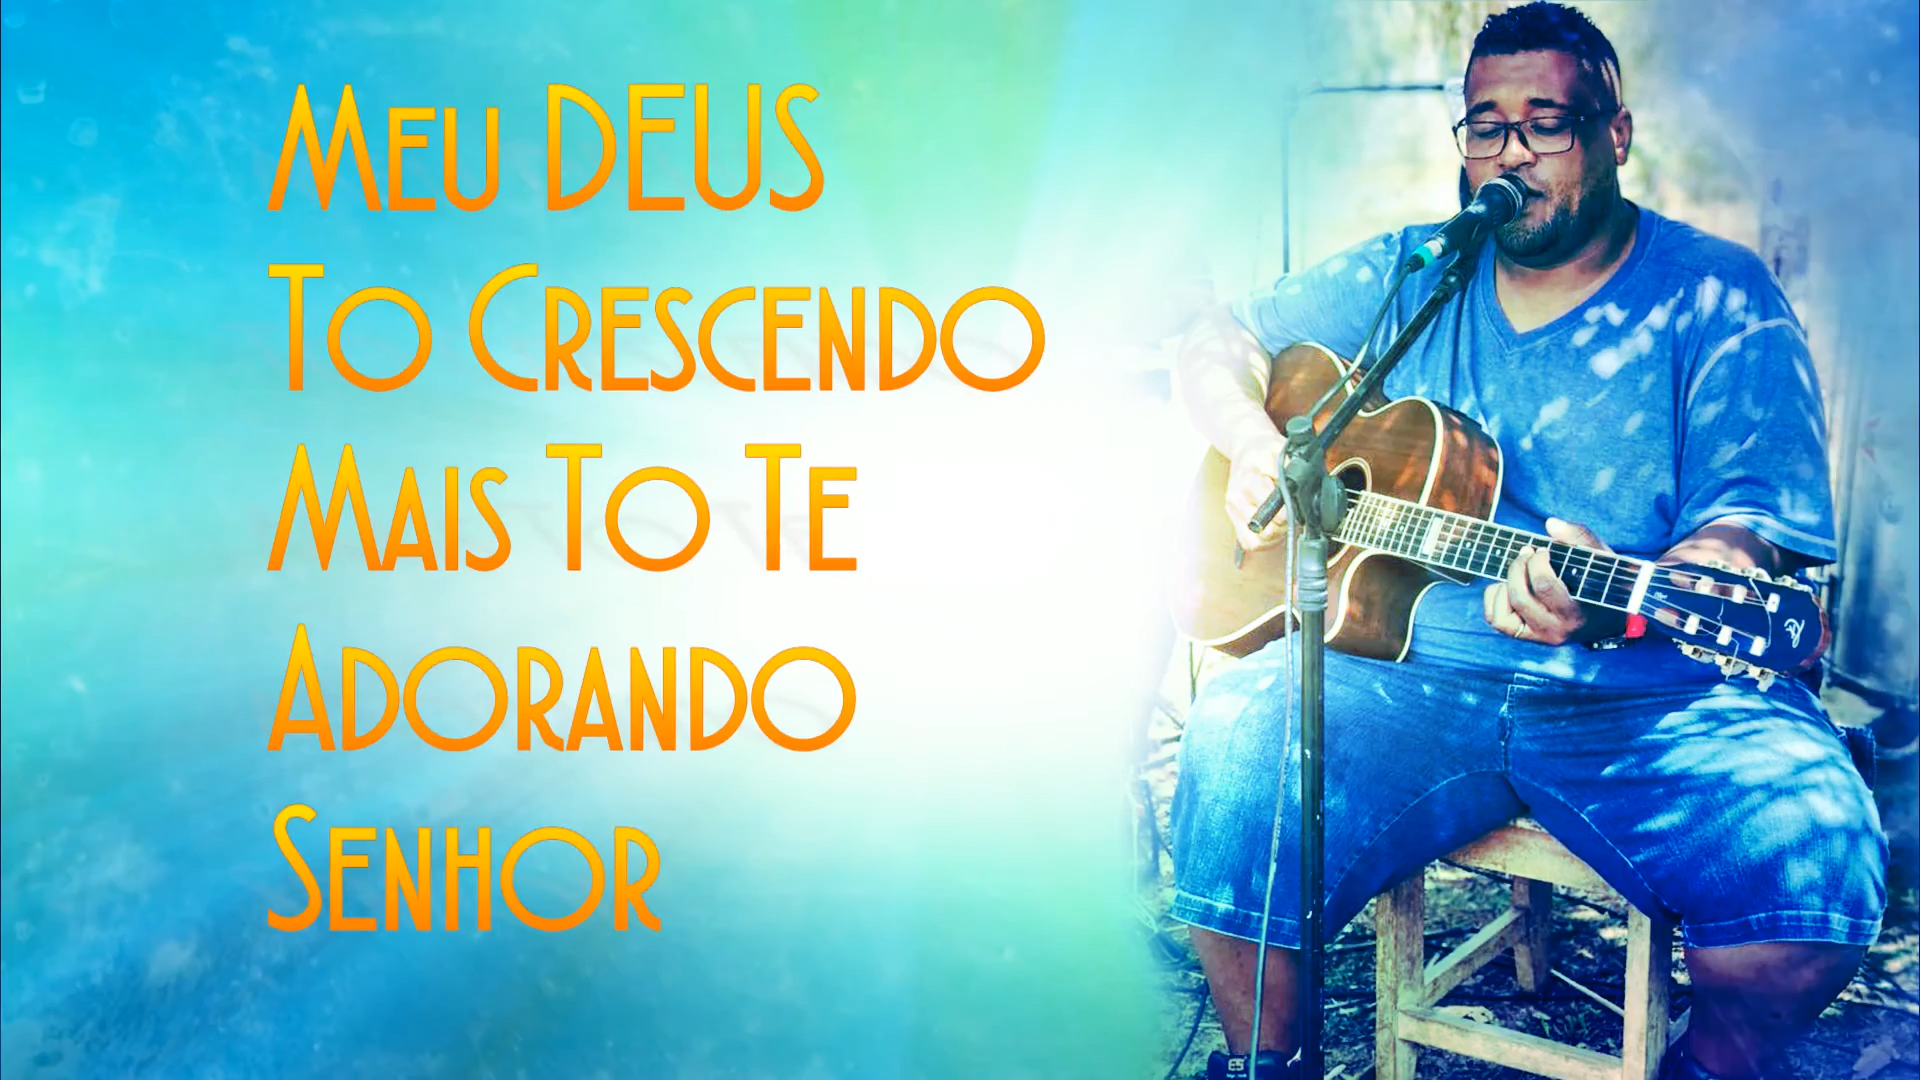 Meu DEUS
To Crescendo
Mais To Te
Adorando
Senhor